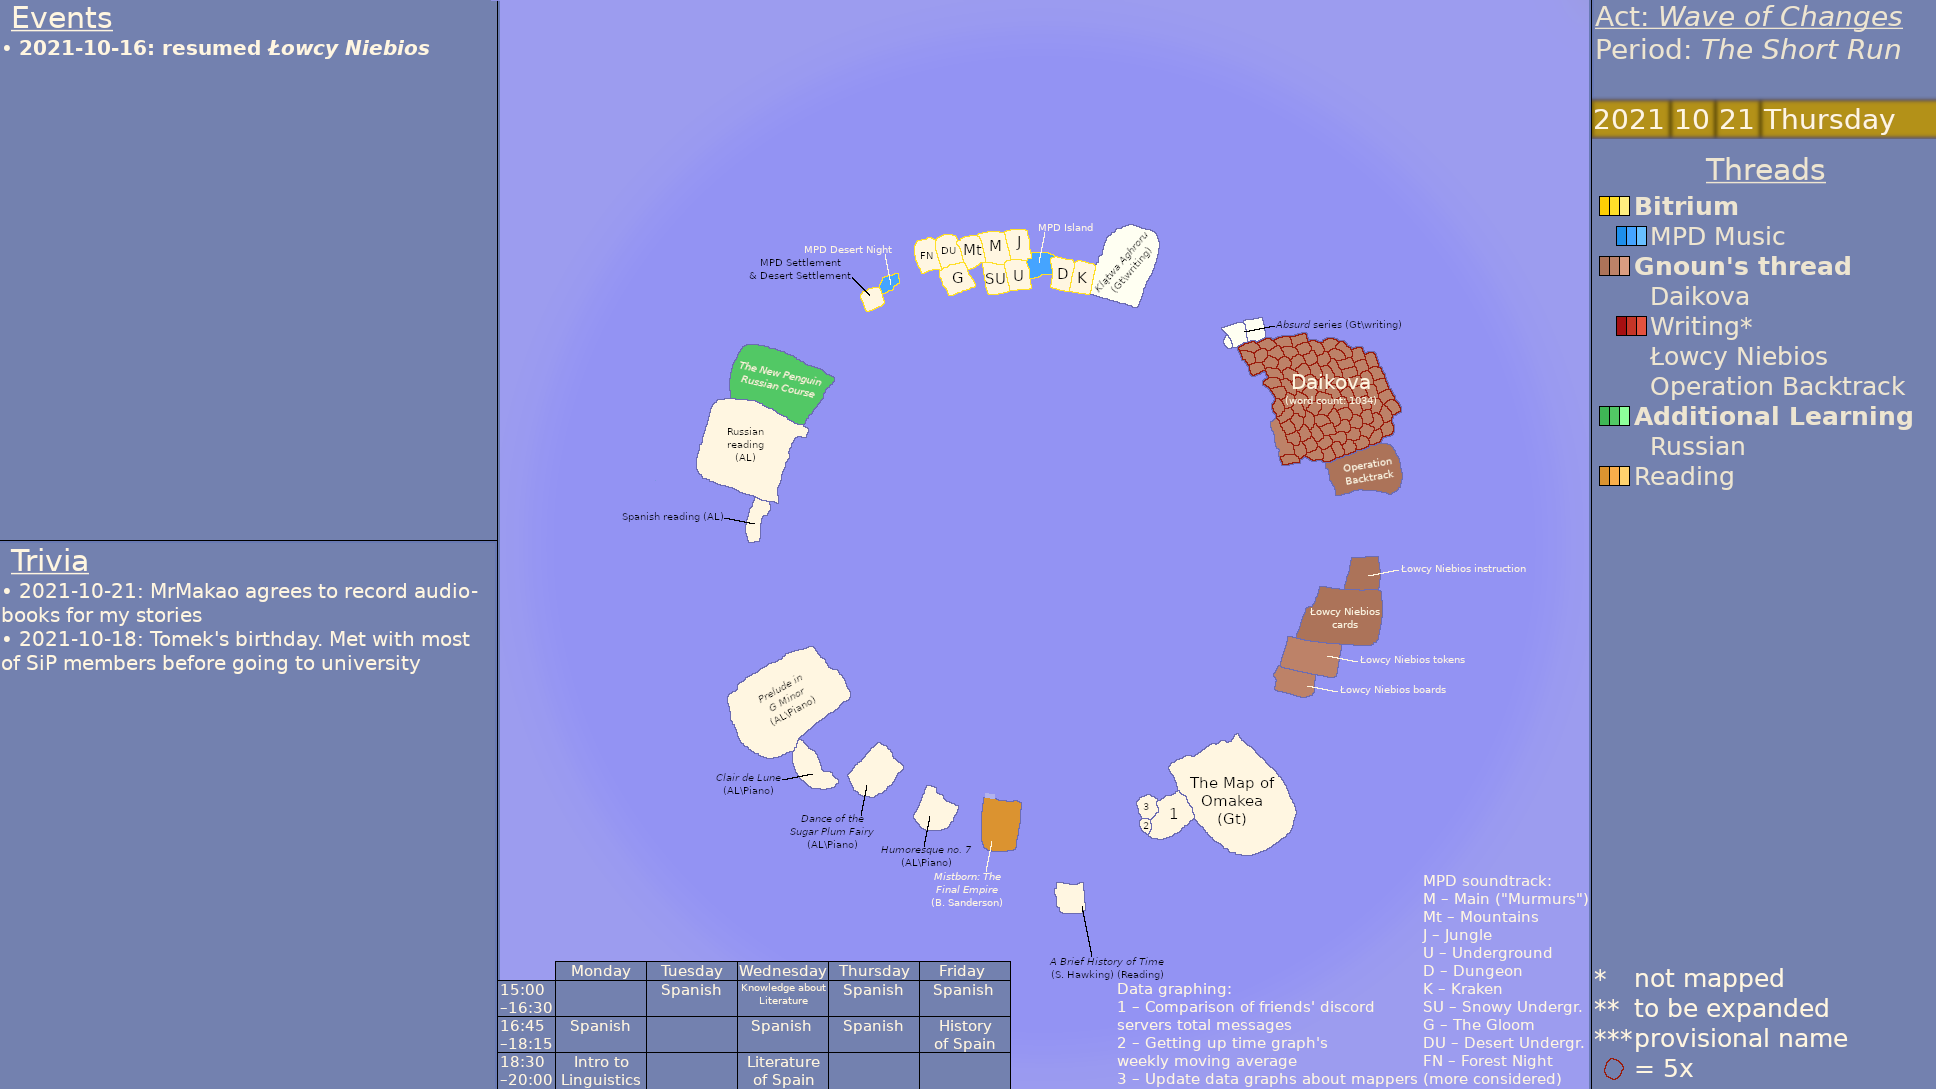 Events
• 2021-10-16: resumed Łowcy Niebios
Trivia
• 2021-10-21: MrMakao agrees to record audio-
books for my stories
• 2021-10-18: Tomek's birthday. Met with most
of SiP members before going to university
MPD Desert Night
MPD Settlement
& Desert Settlement
FN
DU
Mt
M
J
G
SU
U
MPD Island
D
K
Klatwa Aghroru
(Gt\writing)
Absurd series (Gt\writing)
Daikova
(word count: 1034)
Operation
Backtrack
The New Penguin
Russian Course
Russian
reading
(AL)
Spanish reading (AL)
Łowcy Niebios instruction
Łowcy Niebios
cards
Łowcy Niebios tokens
Łowcy Niebios boards
Prelude in
G Minor
(AL\Piano)
Clair de Lune
(AL\Piano)
Dance of the
Sugar Plum Fairy
(AL\Piano)
Humoresque no. 7
(AL\Piano)
Mistborn: The
Final Empire
(B. Sanderson)
The Map of
Omakea
(Gt)
3
2
1
A Brief History of Time
(S. Hawking) (Reading)
Monday Tuesday Wednesday Thursday Friday
15:00
–16:30
Spanish
Knowledge about
Literature
Spanish
Spanish
16:45
–18:15
Spanish
Spanish
Spanish
History
of Spain
18:30
–20:00
Intro to
Linguistics
Literature
of Spain
Data graphing:
1 – Comparison of friends' discord
servers total messages
2 – Getting up time graph's
weekly moving average
3 – Update data graphs about mappers
MPD soundtrack:
M – Main ("Murmurs")
Mt – Mountains
J – Jungle
U – Underground
D – Dungeon
K – Kraken
SU – Snowy Undergr.
G – The Gloom
DU – Desert Undergr.
FN – Forest Night
(more considered)
Act: Wave of Changes
Period: The Short Run
2021 10 21 Thursday
Threads
Bitrium
MPD Music
Gnoun's thread
Daikova
Writing*
Łowcy Niebios
Operation Backtrack
Additional Learning
Russian
Reading
* not mapped
** to be expanded
*** provisional name
= 5x